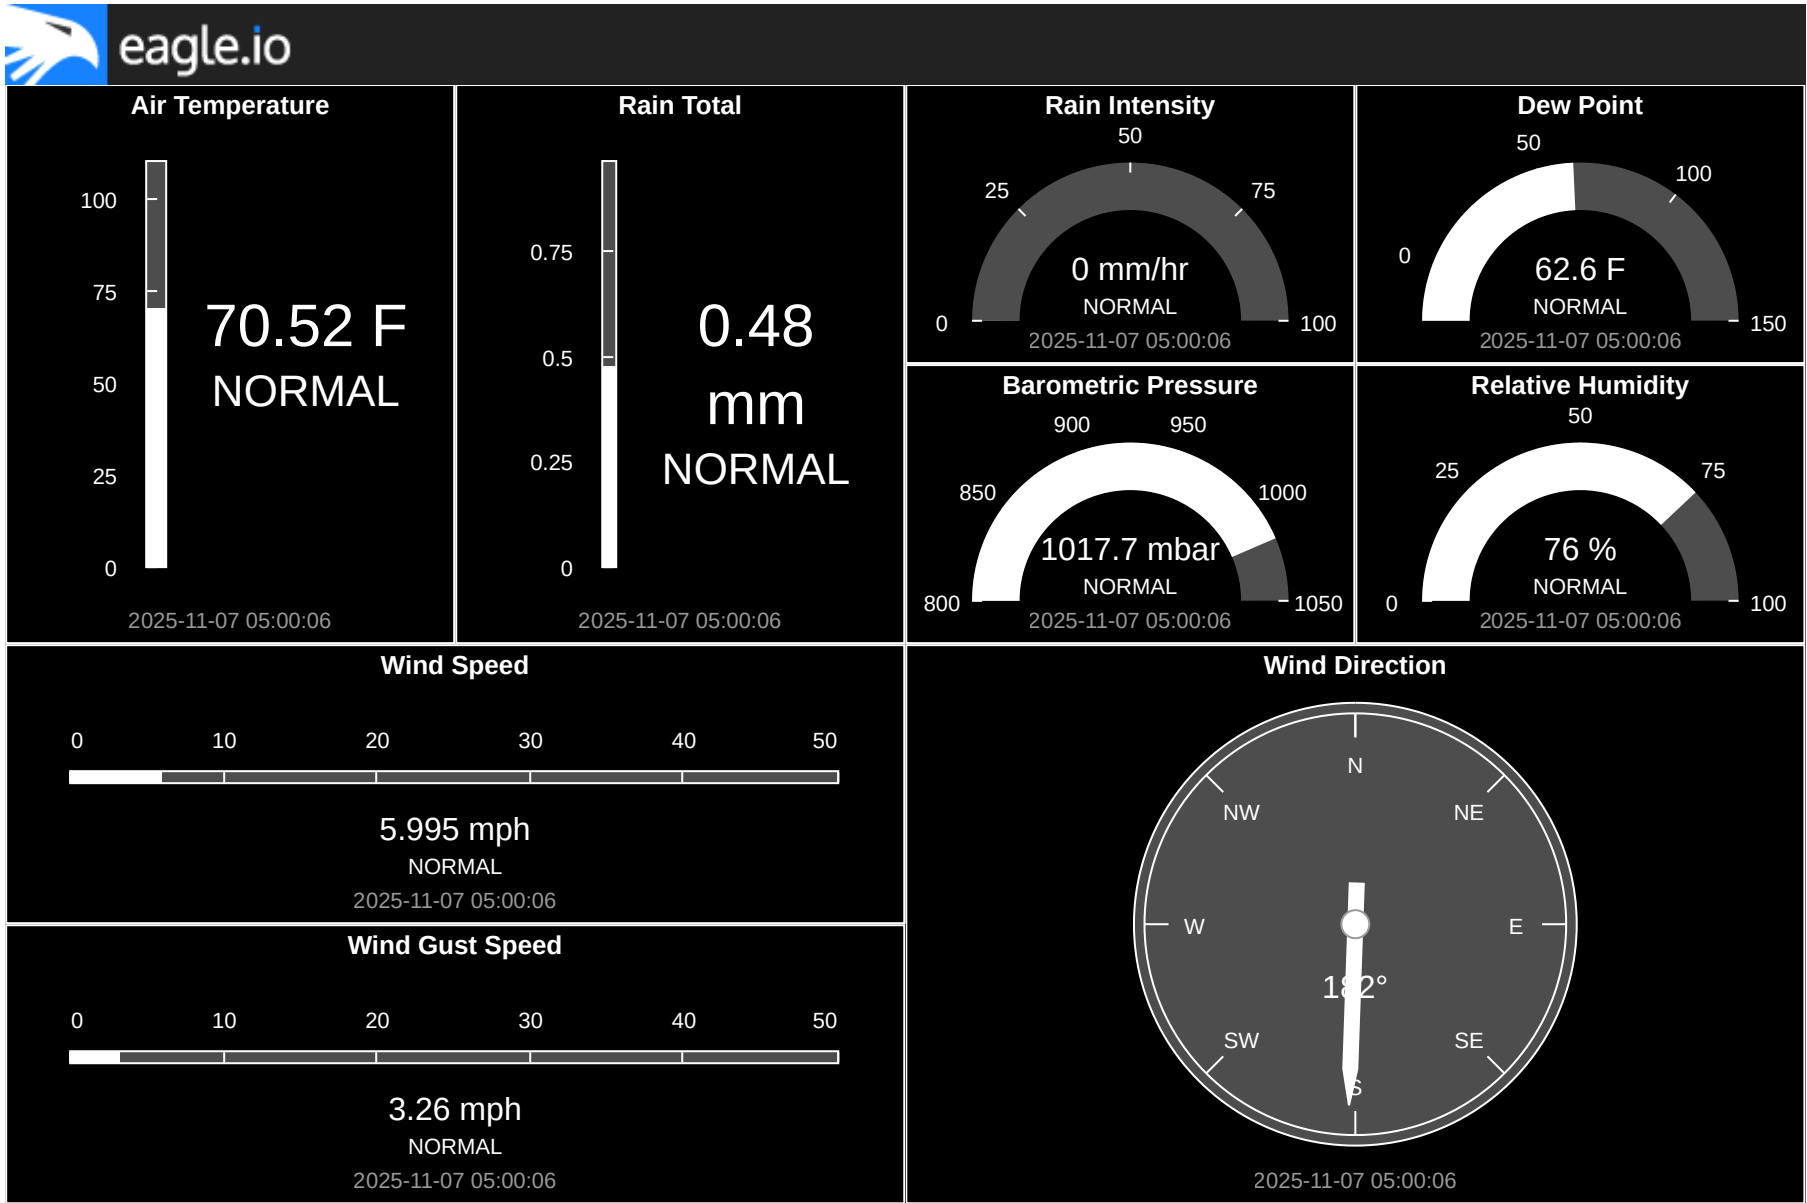 eagle.io
Air Temperature
100
75
50
25
0
70.52 F
NORMAL
2025-11-07 05:00:06
Rain Total
0.75
0.5
0.25
0
0.48
mm
NORMAL
2025-11-07 05:00:06
Rain Intensity
0
25
50
75
100
0 mm/hr
NORMAL
2025-11-07 05:00:06
Dew Point
0
50
100
150
62.6 F
NORMAL
2025-11-07 05:00:06
Barometric Pressure
800
850
900
950
1000
1050
1017.7 mbar
NORMAL
2025-11-07 05:00:06
Relative Humidity
0
25
50
75
100
76 %
NORMAL
2025-11-07 05:00:06
Wind Speed
0 10 20 30 40 50
5.995 mph
NORMAL
2025-11-07 05:00:06
Wind Gust Speed
0 10 20 30 40 50
3.26 mph
NORMAL
2025-11-07 05:00:06
Wind Direction
N
NW NE
W E
182°
SW SE
S
2025-11-07 05:00:06